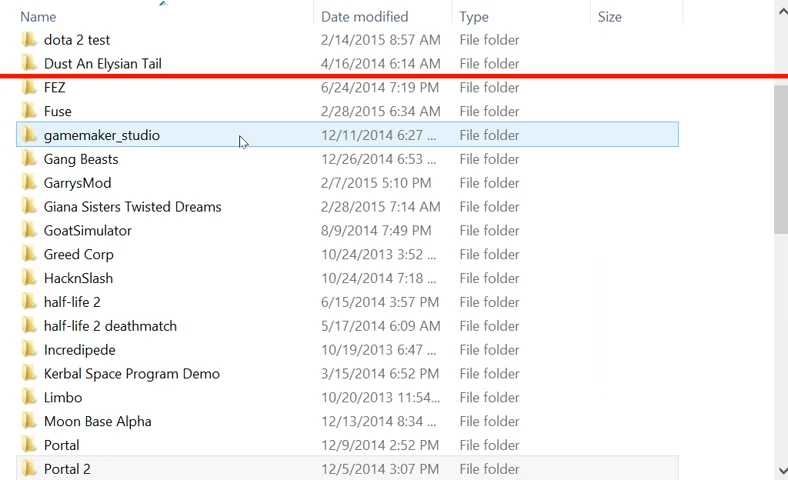 Name Date modified Type Size
dota 2 test 2/14/2015 8:57 AM File folder
Dust An Elysian Tail 4/16/2014 6:14 AM File folder
FEZ 6/24/2014 7:19 PM File folder
Fuse 2/28/2015 6:34 AM File folder
gamemaker_studio 12/11/2014 6:27 ... File folder
Gang Beasts 12/26/2014 6:53 ... File folder
GarrysMod 2/7/2015 5:10 PM File folder
Giana Sisters Twisted Dreams 2/28/2015 7:14 AM File folder
GoatSimulator 8/9/2014 7:49 PM File folder
Greed Corp 10/24/2013 3:52 ... File folder
HacknSlash 10/24/2014 7:18 ... File folder
half-life 2 6/15/2014 3:57 PM File folder
half-life 2 deathmatch 5/17/2014 6:09 AM File folder
Incredipede 10/19/2013 6:47 ... File folder
Kerbal Space Program Demo 3/15/2014 6:52 PM File folder
Limbo 10/20/2013 11:54... File folder
Moon Base Alpha 12/13/2014 8:34 ... File folder
Portal 12/9/2014 2:52 PM File folder
Portal 2 12/5/2014 3:07 PM File folder